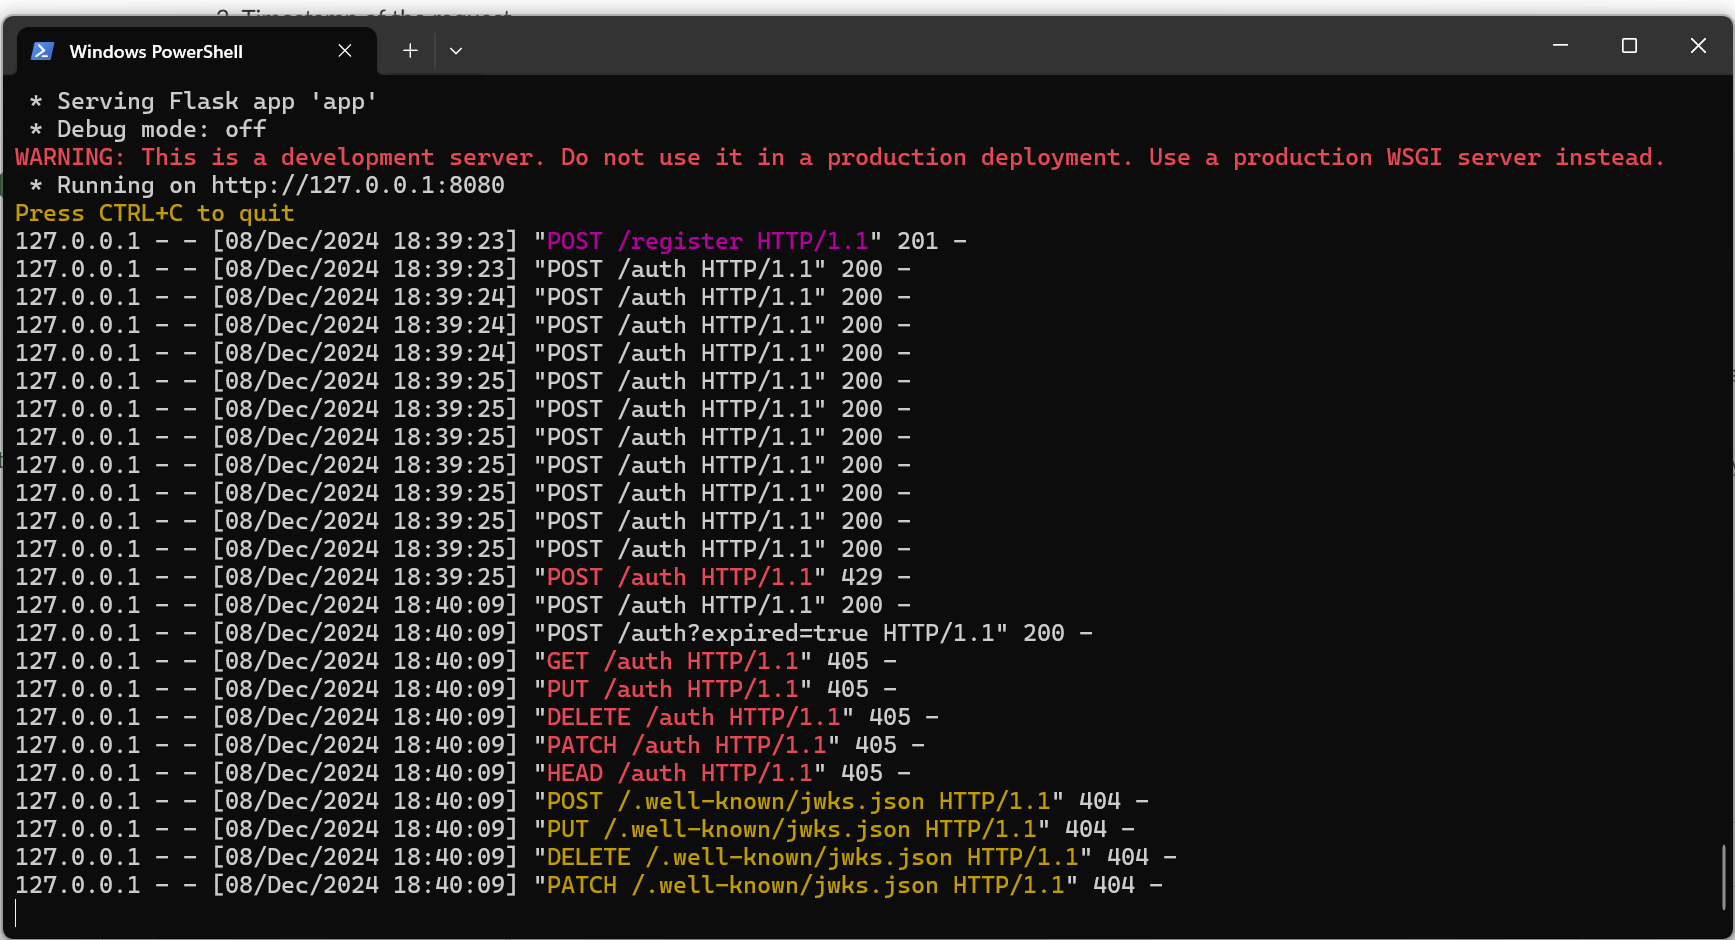 2. Timestamp of the request
Windows PowerShell
 * Serving Flask app 'app'
 * Debug mode: off
WARNING: This is a development server. Do not use it in a production deployment. Use a production WSGI server instead.
 * Running on http://127.0.0.1:8080
Press CTRL+C to quit
127.0.0.1 - - [08/Dec/2024 18:39:23] "POST /register HTTP/1.1" 201 -
127.0.0.1 - - [08/Dec/2024 18:39:23] "POST /auth HTTP/1.1" 200 -
127.0.0.1 - - [08/Dec/2024 18:39:24] "POST /auth HTTP/1.1" 200 -
127.0.0.1 - - [08/Dec/2024 18:39:24] "POST /auth HTTP/1.1" 200 -
127.0.0.1 - - [08/Dec/2024 18:39:24] "POST /auth HTTP/1.1" 200 -
127.0.0.1 - - [08/Dec/2024 18:39:25] "POST /auth HTTP/1.1" 200 -
127.0.0.1 - - [08/Dec/2024 18:39:25] "POST /auth HTTP/1.1" 200 -
127.0.0.1 - - [08/Dec/2024 18:39:25] "POST /auth HTTP/1.1" 200 -
127.0.0.1 - - [08/Dec/2024 18:39:25] "POST /auth HTTP/1.1" 200 -
127.0.0.1 - - [08/Dec/2024 18:39:25] "POST /auth HTTP/1.1" 200 -
127.0.0.1 - - [08/Dec/2024 18:39:25] "POST /auth HTTP/1.1" 200 -
127.0.0.1 - - [08/Dec/2024 18:39:25] "POST /auth HTTP/1.1" 200 -
127.0.0.1 - - [08/Dec/2024 18:39:25] "POST /auth HTTP/1.1" 429 -
127.0.0.1 - - [08/Dec/2024 18:40:09] "POST /auth HTTP/1.1" 200 -
127.0.0.1 - - [08/Dec/2024 18:40:09] "POST /auth?expired=true HTTP/1.1" 200 -
127.0.0.1 - - [08/Dec/2024 18:40:09] "GET /auth HTTP/1.1" 405 -
127.0.0.1 - - [08/Dec/2024 18:40:09] "PUT /auth HTTP/1.1" 405 -
127.0.0.1 - - [08/Dec/2024 18:40:09] "DELETE /auth HTTP/1.1" 405 -
127.0.0.1 - - [08/Dec/2024 18:40:09] "PATCH /auth HTTP/1.1" 405 -
127.0.0.1 - - [08/Dec/2024 18:40:09] "HEAD /auth HTTP/1.1" 405 -
127.0.0.1 - - [08/Dec/2024 18:40:09] "POST /.well-known/jwks.json HTTP/1.1" 404 -
127.0.0.1 - - [08/Dec/2024 18:40:09] "PUT /.well-known/jwks.json HTTP/1.1" 404 -
127.0.0.1 - - [08/Dec/2024 18:40:09] "DELETE /.well-known/jwks.json HTTP/1.1" 404 -
127.0.0.1 - - [08/Dec/2024 18:40:09] "PATCH /.well-known/jwks.json HTTP/1.1" 404 -